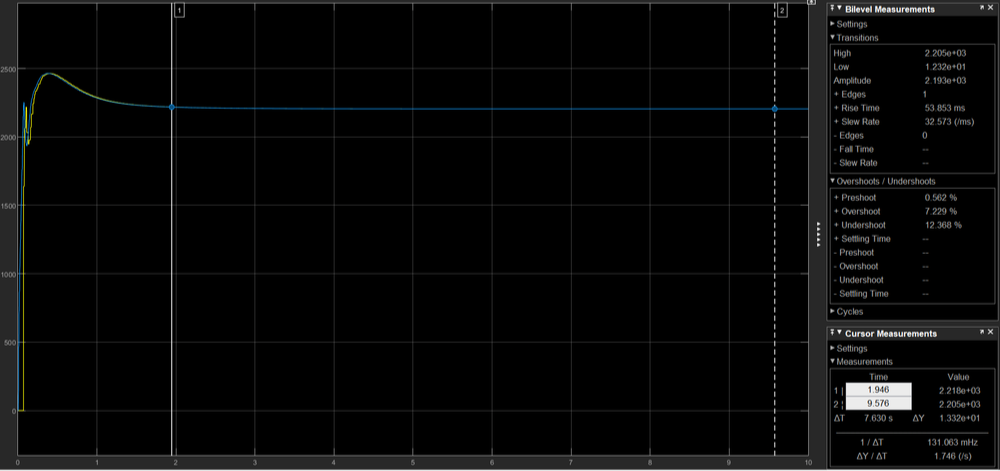 1
2
2500
2000
1500
1000
500
0
0 1 2 3 4 5 6 7 8 9 10
Bilevel Measurements
Settings
Transitions
High 2.205e+03
Low 1.232e+01
Amplitude 2.193e+03
+ Edges 1
+ Rise Time 53.853 ms
+ Slew Rate 32.573 (/ms)
- Edges 0
- Fall Time --
- Slew Rate --
Overshoots / Undershoots
+ Preshoot 0.562 %
+ Overshoot 7.229 %
+ Undershoot 12.368 %
+ Settling Time --
- Preshoot --
- Overshoot --
- Undershoot --
- Settling Time --
Cycles
Cursor Measurements
Settings
Measurements
Time Value
1 | 1.946 2.218e+03
2 ¦ 9.576 2.205e+03
ΔT 7.630 s ΔY 1.332e+01
1 / ΔT 131.063 mHz
ΔY / ΔT 1.746 (/s)